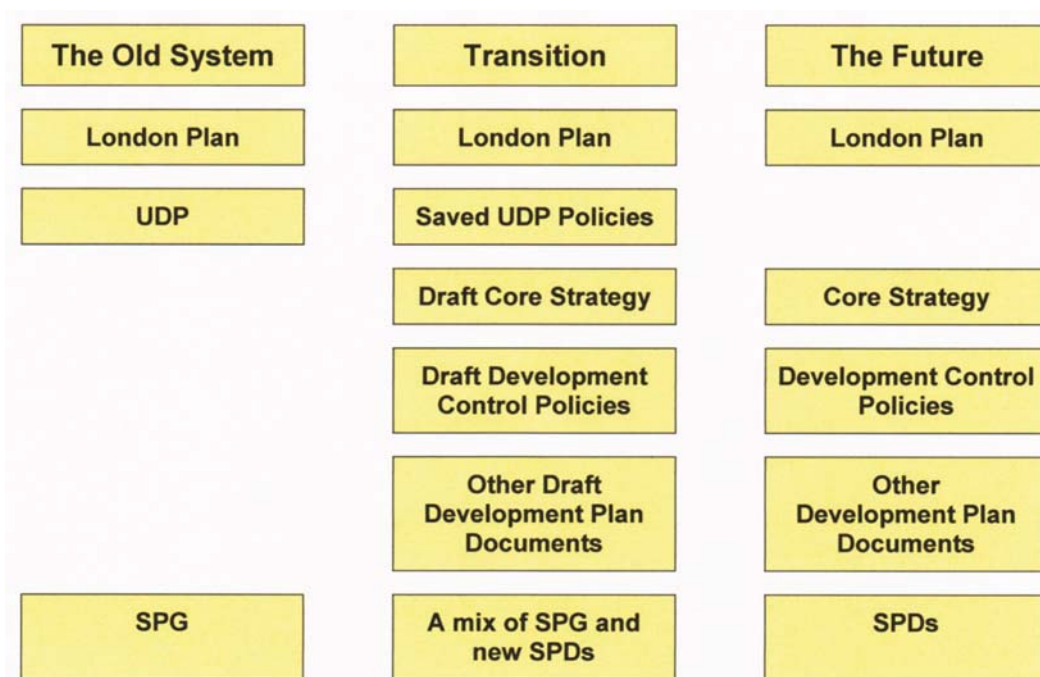 The Old System
Transition
The Future
London Plan
London Plan
London Plan
UDP
Saved UDP Policies
Draft Core Strategy
Core Strategy
Draft Development
Control Policies
Development Control
Policies
Other Draft
Development Plan
Documents
Other
Development Plan
Documents
SPG
A mix of SPG and
new SPDs
SPDs